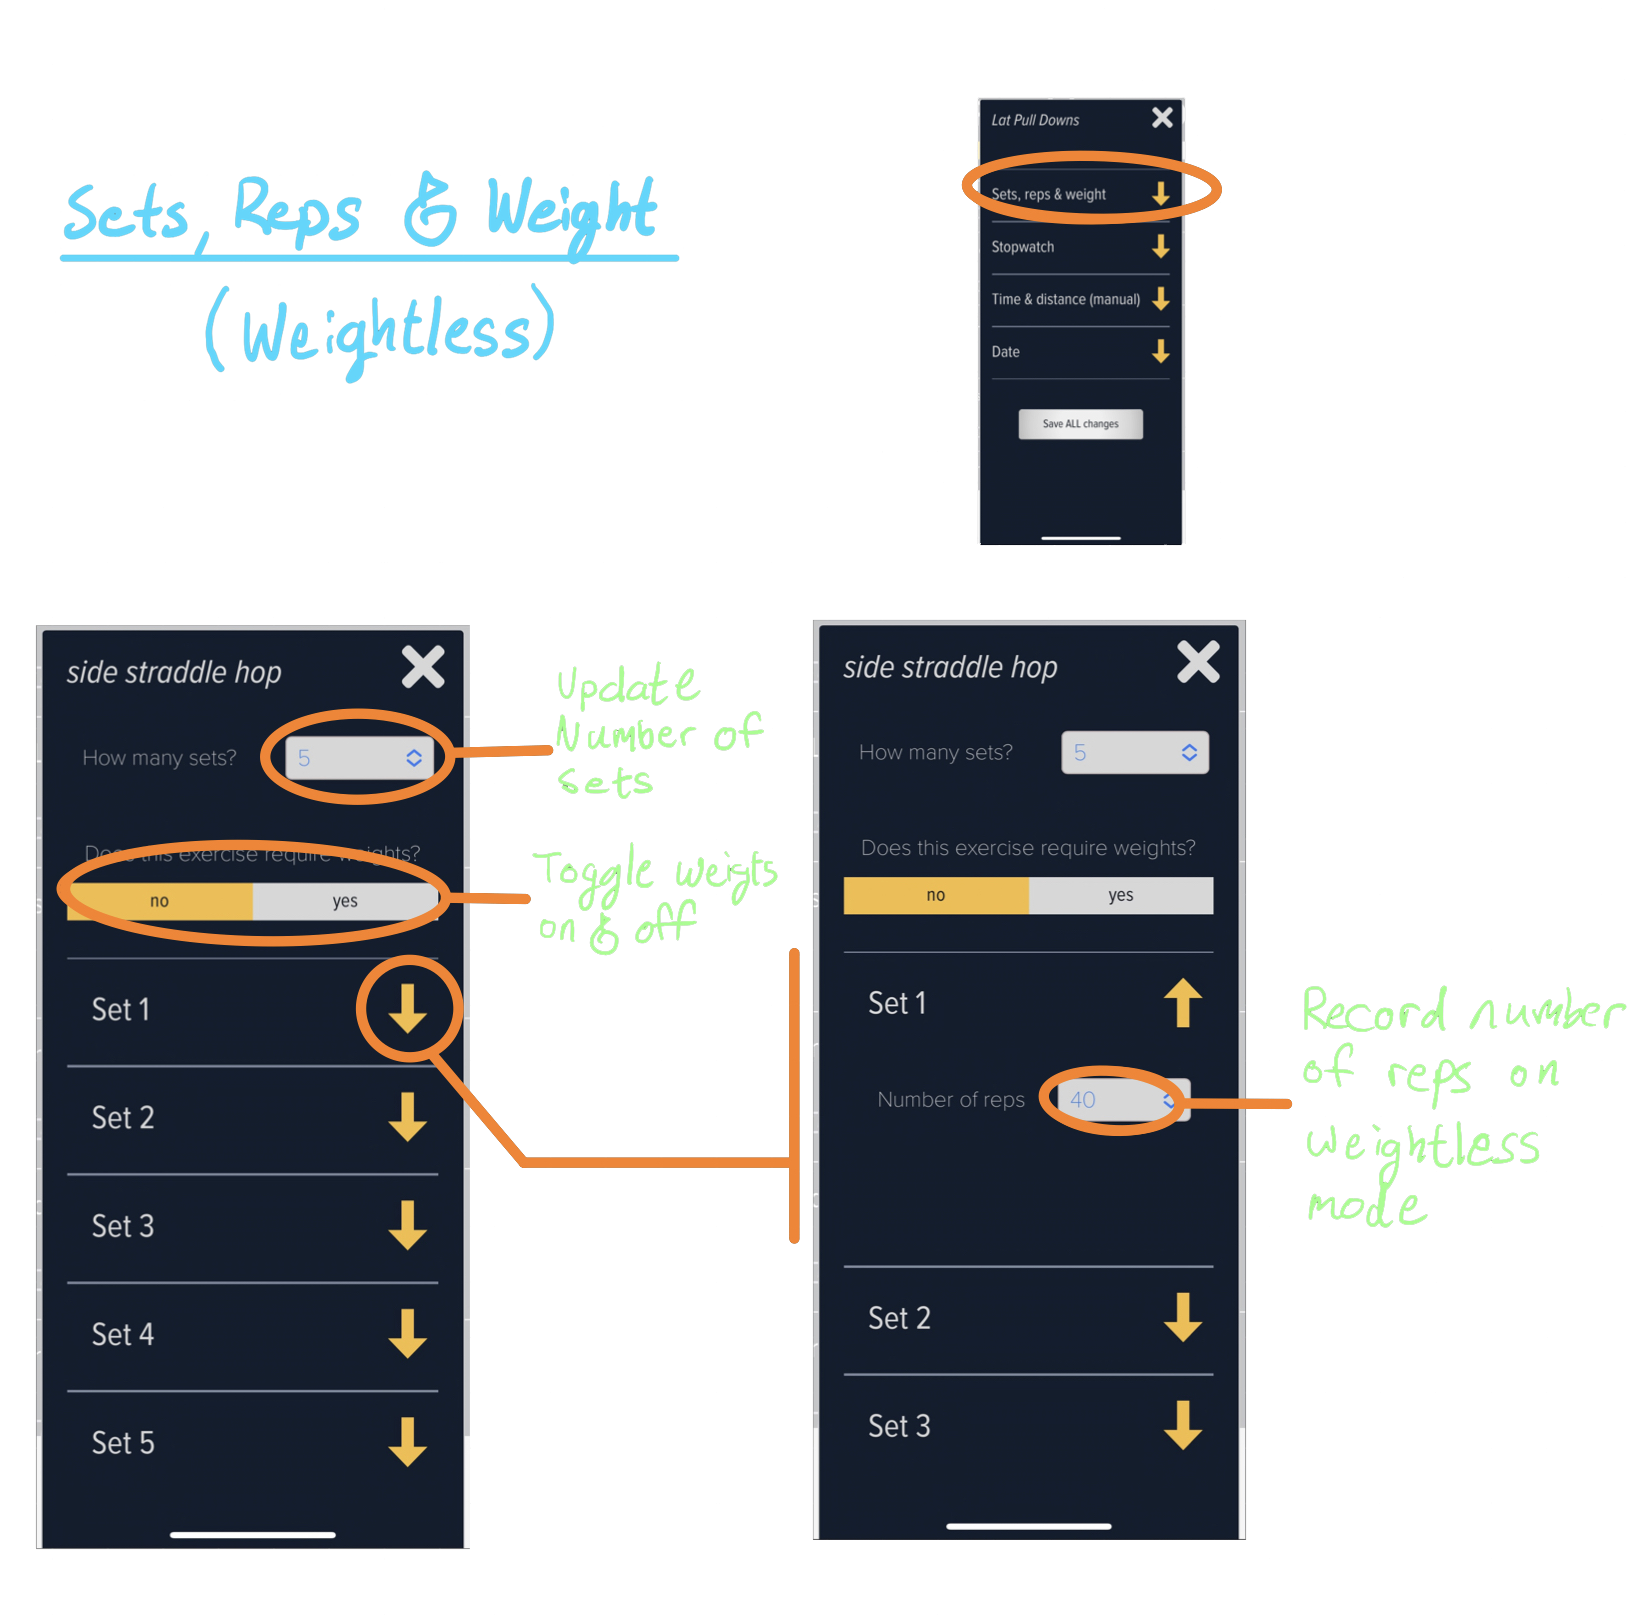 Sets, Reps & Weight
(Weightless)
Lat Pull Downs
Sets, reps & weight
Stopwatch
Time & distance (manual)
Date
Save ALL changes
side straddle hop
How many sets?
5
Does this exercise require weights?
no yes
Set 1
Set 2
Set 3
Set 4
Set 5
Update
Number of
Sets
Toggle weigts
on & off
side straddle hop
How many sets?
5
Does this exercise require weights?
no yes
Set 1
Number of reps 40
Set 2
Set 3
Record number
of reps on
weightless
mode